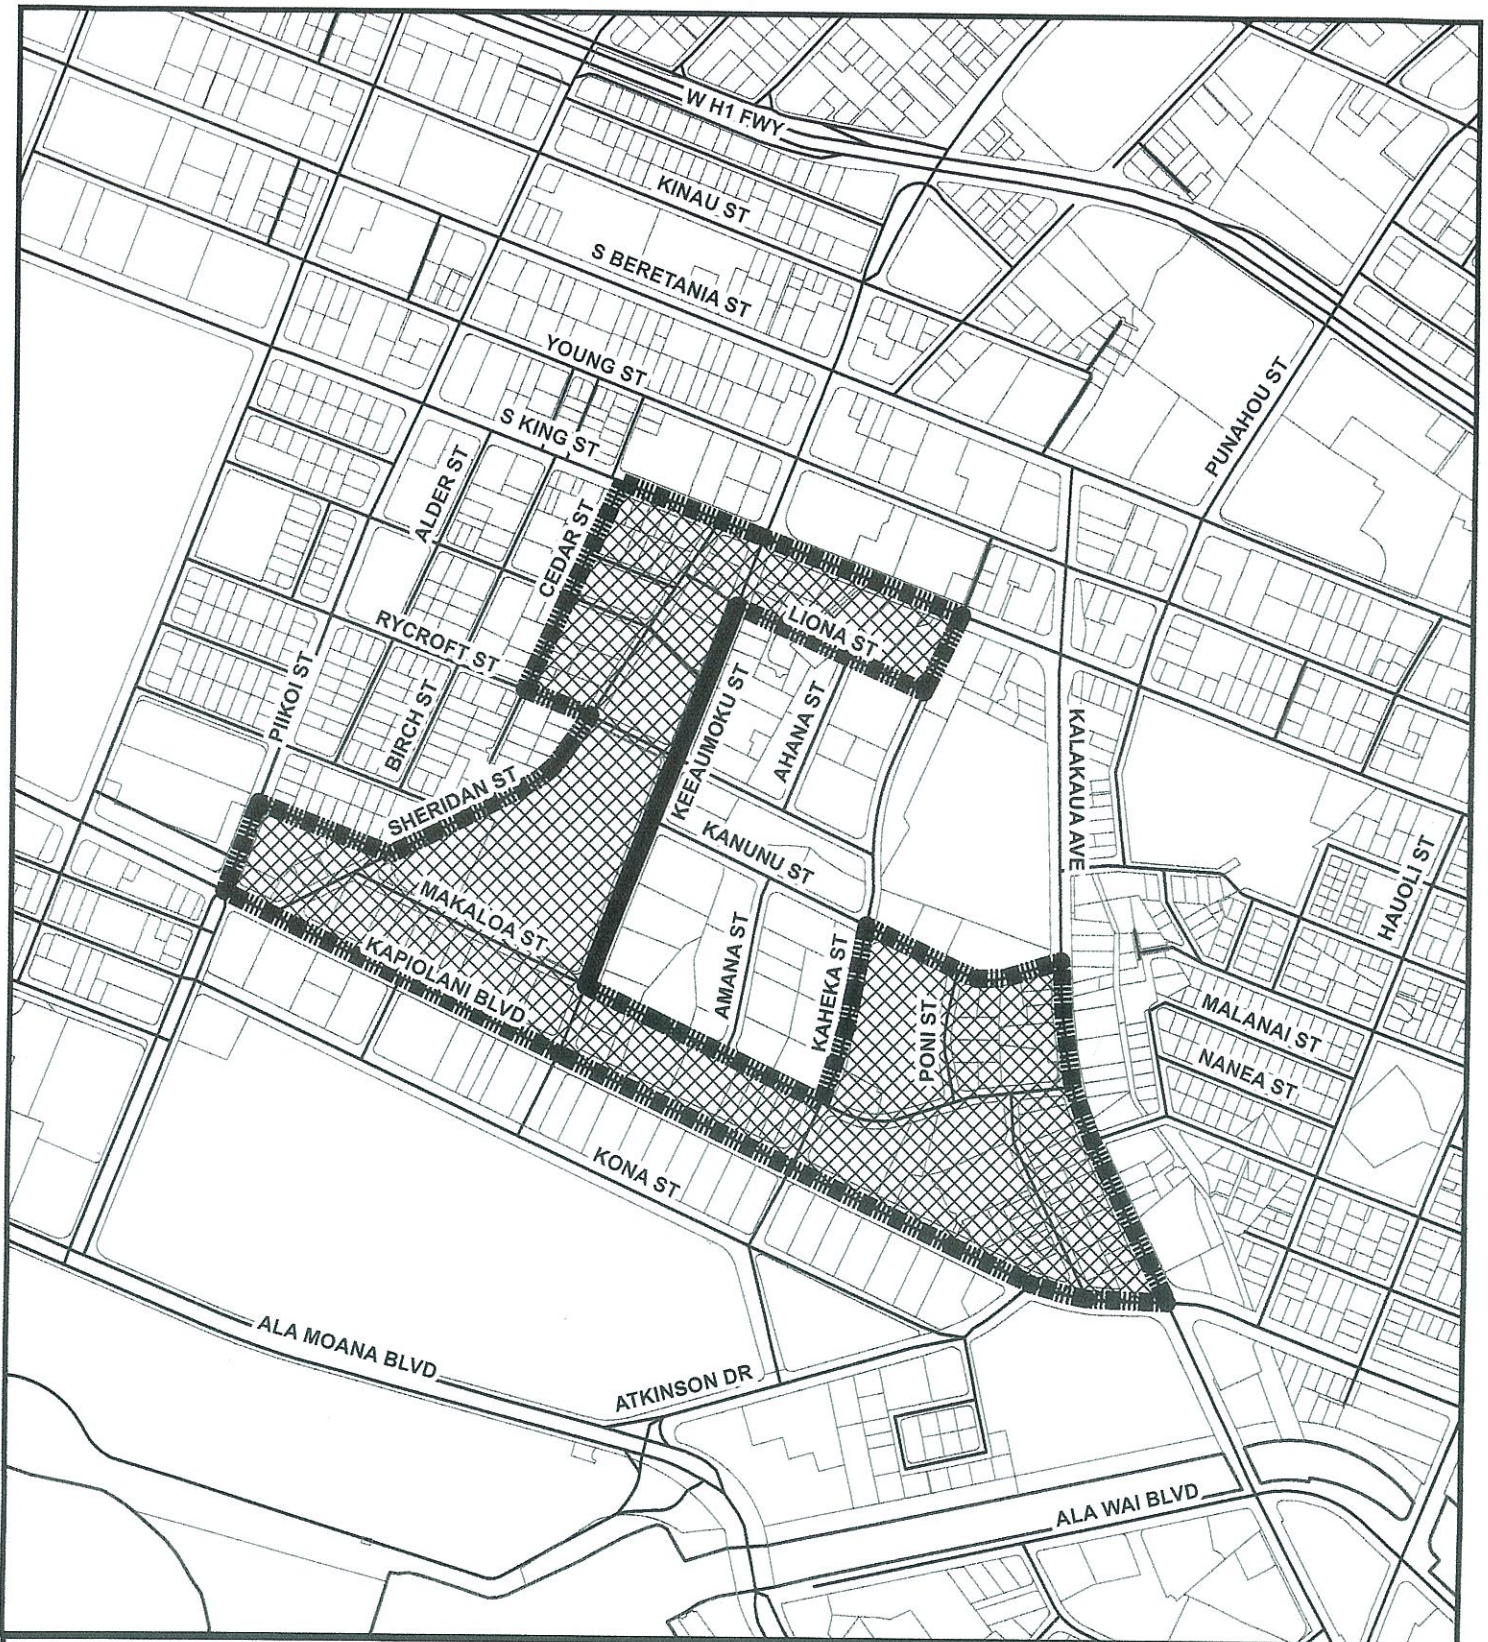 W H1 FWY
KINAU ST
S BERETANIA ST
YOUNG ST
PUNAHOU ST
S KING ST
ALDER ST
CEDAR ST
LIONA ST
RYCROFT ST
PIIKOI ST
BIRCH ST
KEEAUMOKU ST
AHANA ST
KALAKAUA AVE
SHERIDAN ST
KANUNU ST
HAUOLI ST
MAKALOA ST
KAPIOLANI BLVD
AMANA ST
KAHEKA ST
PONI ST
MALANAI ST
NANEA ST
KONA ST
ALA MOANA BLVD
ATKINSON DR
ALA WAI BLVD